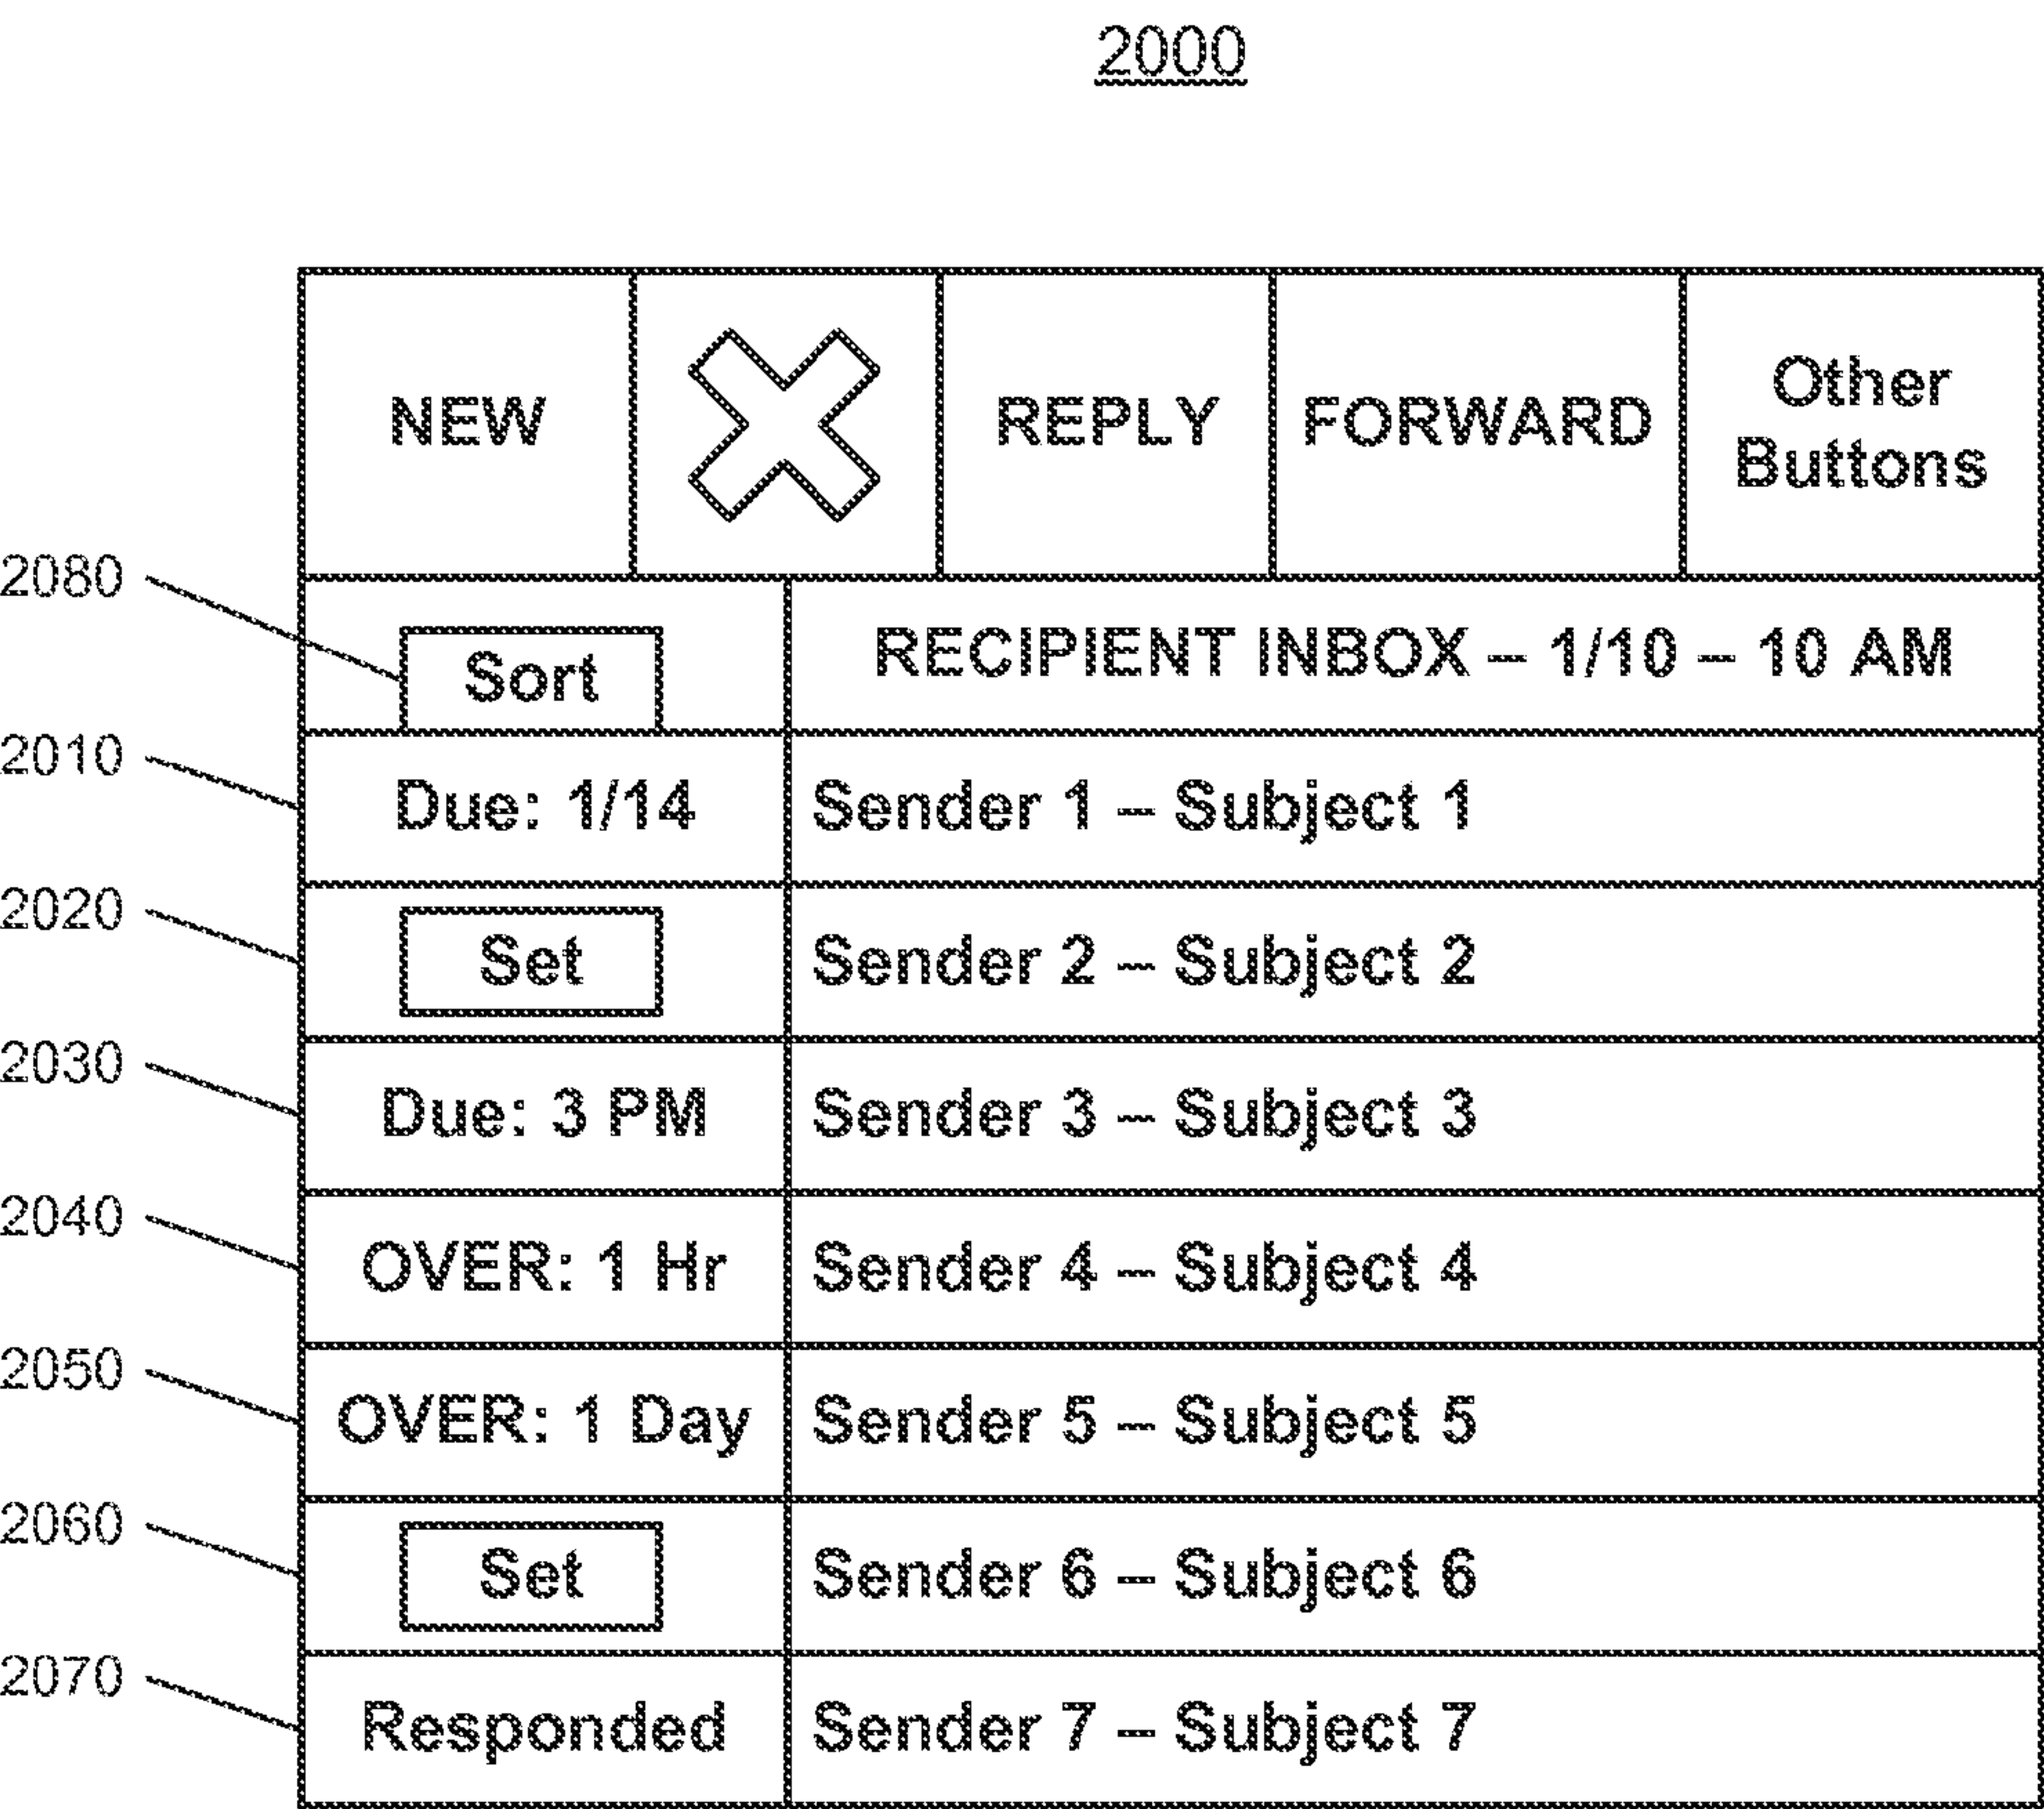 2000
NEW
REPLY
FORWARD
Other
Buttons
2080
Sort
RECIPIENT INBOX – 1/10 – 10 AM
2010
Due: 1/14
Sender 1 – Subject 1
2020
Set
Sender 2 – Subject 2
2030
Due: 3 PM
Sender 3 – Subject 3
2040
OVER: 1 Hr
Sender 4 – Subject 4
2050
OVER: 1 Day
Sender 5 – Subject 5
2060
Set
Sender 6 – Subject 6
2070
Responded
Sender 7 – Subject 7